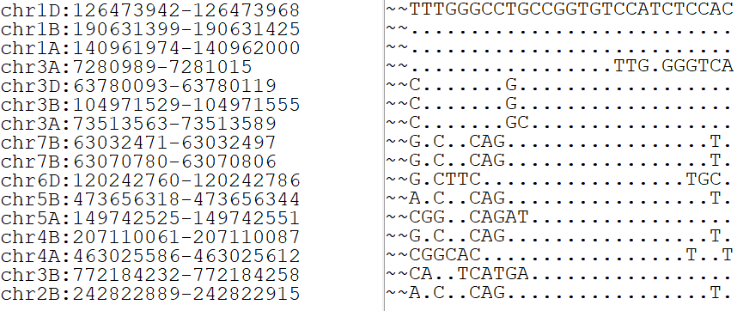 chr1D:126473942-126473968 ~~TTTGGGCCTGCCGGTGTCCATCTCCAC
chr1B:190631399-190631425 ~~...........................
chr1A:140961974-140962000 ~~...........................
chr3A:7280989-7281015 ~~.................TTG.GGGTCA
chr3D:63780093-63780119 ~~C.......G..................
chr3B:104971529-104971555 ~~C.......G..................
chr3A:73513563-73513589 ~~C.......GC.................
chr7B:63032471-63032497 ~~G.C..CAG.................T.
chr7B:63070780-63070806 ~~G.C..CAG.................T.
chr6D:120242760-120242786 ~~G.CTTC.................TGC.
chr5B:473656318-473656344 ~~A.C..CAG.................T.
chr5A:149742525-149742551 ~~CGG..CAGAT.................
chr4B:207110061-207110087 ~~G.C..CAG.................T.
chr4A:463025586-463025612 ~~CGGCAC.................T..T
chr3B:772184232-772184258 ~~CA..TCATGA.................
chr2B:242822889-242822915 ~~A.C..CAG.................T.